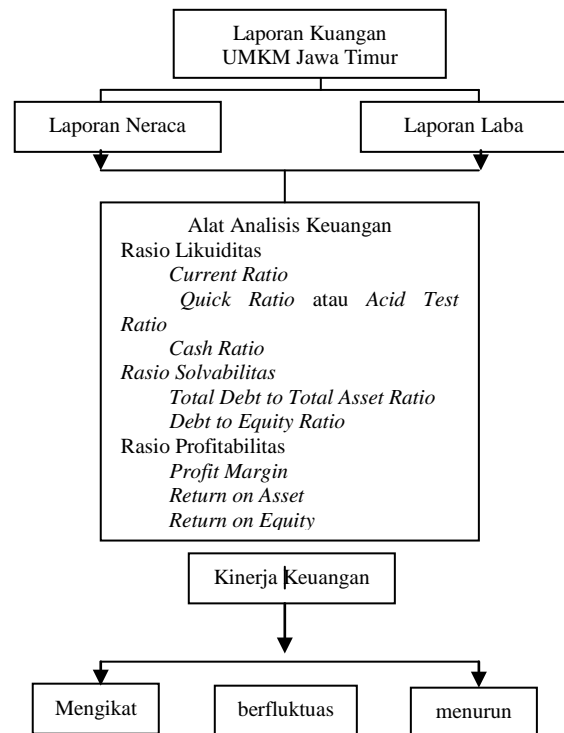 Laporan Kuangan
UMKM Jawa Timur
Laporan Neraca
Laporan Laba
Alat Analisis Keuangan
Rasio Likuiditas
Current Ratio
Quick Ratio atau Acid Test
Ratio
Cash Ratio
Rasio Solvabilitas
Total Debt to Total Asset Ratio
Debt to Equity Ratio
Rasio Profitabilitas
Profit Margin
Return on Asset
Return on Equity
Kinerja Keuangan
Mengikat
berfluktuas
menurun